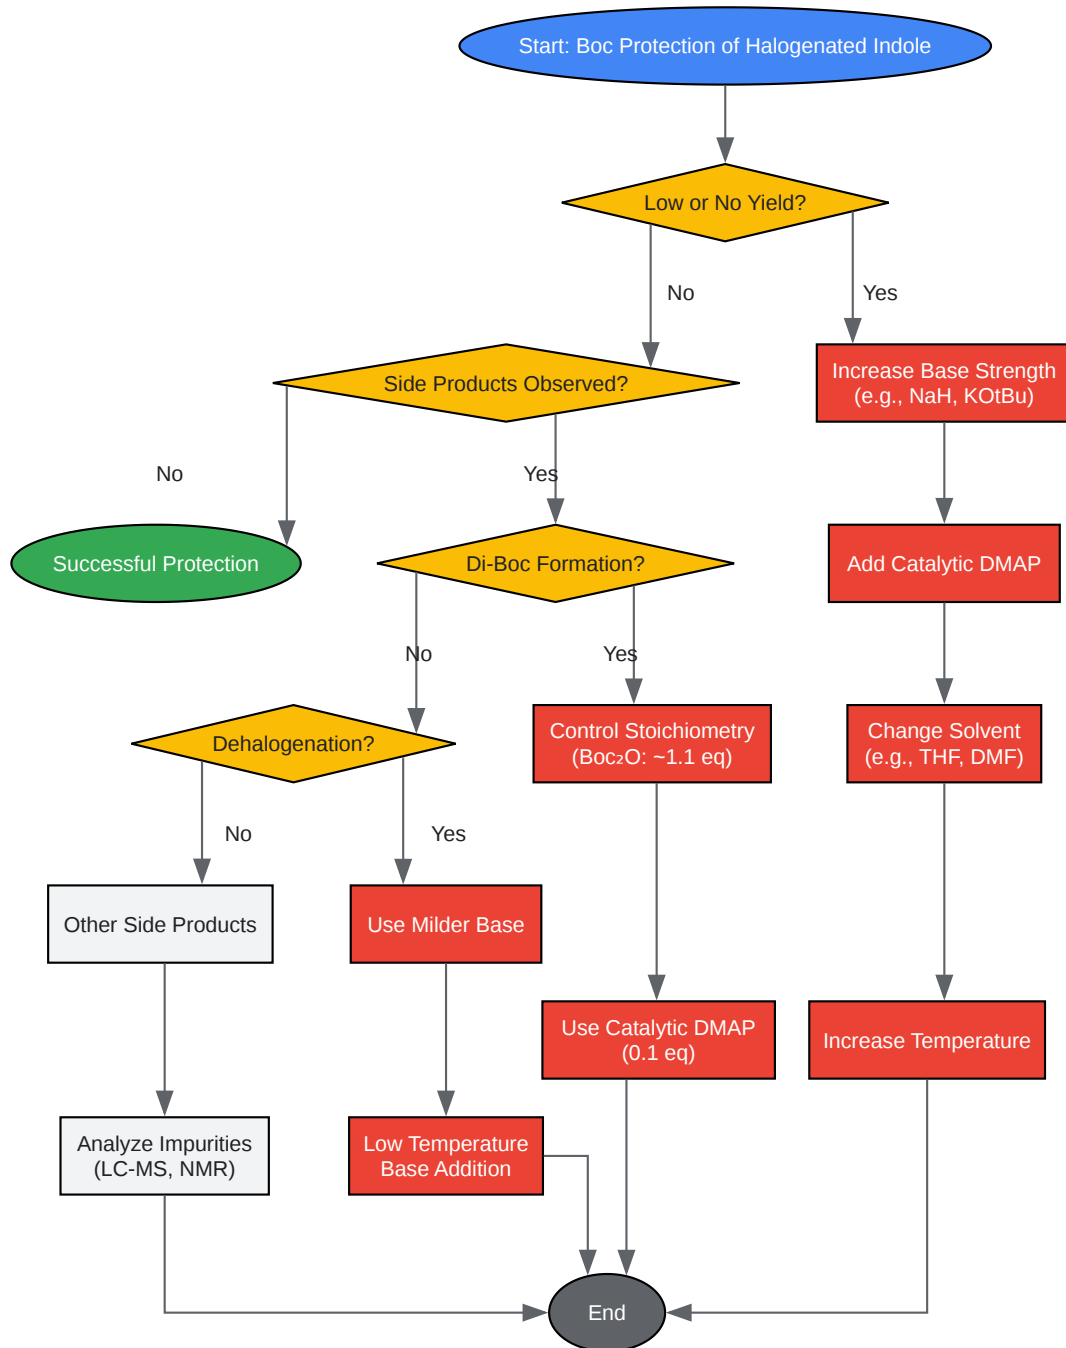 Start: Boc Protection of Halogenated Indole
Low or No Yield?
No
Yes
Side Products Observed?
Increase Base Strength
(e.g., NaH, KOtBu)
No
Yes
Successful Protection
Di-Boc Formation?
Add Catalytic DMAP
No
Yes
Dehalogenation?
Control Stoichiometry
(Boc₂O: ~1.1 eq)
Change Solvent
(e.g., THF, DMF)
No
Yes
Other Side Products
Use Milder Base
Use Catalytic DMAP
(0.1 eq)
Increase Temperature
Analyze Impurities
(LC-MS, NMR)
Low Temperature
Base Addition
End